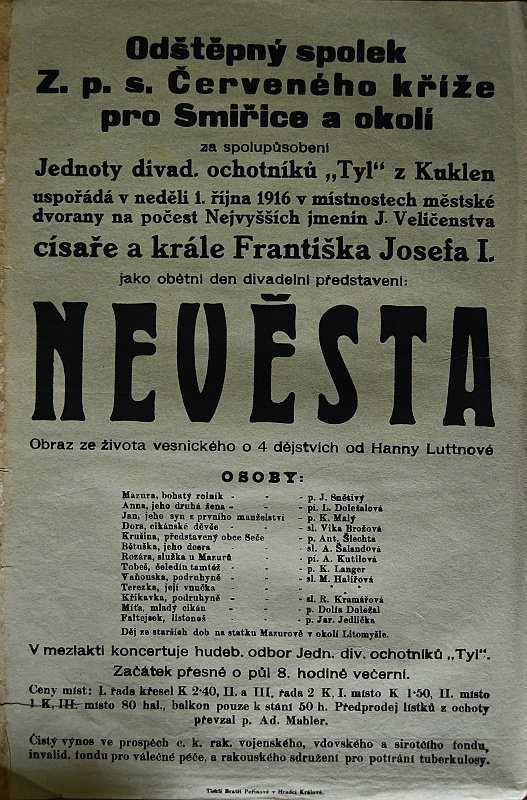 Odštěpný spolek
Z. p. s. Červeného kříže
pro Smiřice a okolí
za spolupůsobení
Jednoty divad. ochotníků „Tyl“ z Kuklen
uspořádá v neděli 1. října 1916 v místnostech městské
dvorany na počest Nejvyšších jmenin J. Veličenstva
císaře a krále Františka Josefa I.
jako obětní den divadelní představení:
NEVĚSTA
Obraz ze života vesnického o 4 dějstvích od Hanny Luttnové
OSOBY:
Mazura, bohatý rolník - - - p. J. Snětivý
Anna, jeho druhá žena - - - pí. L. Doležalová
Jan, jeho syn z prvního manželství - p. K. Malý
Dora, cikánské děvče - - - sl. Vika Brožová
Krušina, představený obce Seče - p. Ant. Šlechta
Bětuška, jeho dcera - - - sl. A. Šalandová
Rozára, služka u Mazurů - - pí. A. Kutilová
Tobeš, čeledín tamtéž - - - p. K. Langer
Vaňouska, podruhyně - - - sl. M. Halířová
Terezka, její vnučka - - - * *
Křikavka, podruhyně - - - sl. R. Kramářová
Míťa, mladý cikán - - - p. Dolfa Doležal
Faltejsek, listonoš - - - p. Jar. Jedlička
Děj ze starších dob na statku Mazurově v okolí Litomyšle.
V meziaktí koncertuje hudeb. odbor Jedn. div. ochotníků „Tyl“.
Začátek přesně o půl 8. hodině večerní.
Ceny míst: I. řada křesel K 2·40, II. a III. řada 2 K, I. místo K 1·50, II. místo
1 K, III. místo 80 hal., balkon pouze k stání 50 h. Předprodej lístků z ochoty
převzal p. Ad. Mahler.
Čistý výnos ve prospěch c. k. rak. vojenského, vdovského a sirotčího fondu,
invalid. fondu pro válečné péče, a rakouského sdružení pro potírání tuberkulosy.
Tiskli Bratři Peřinové v Hradci Králové.